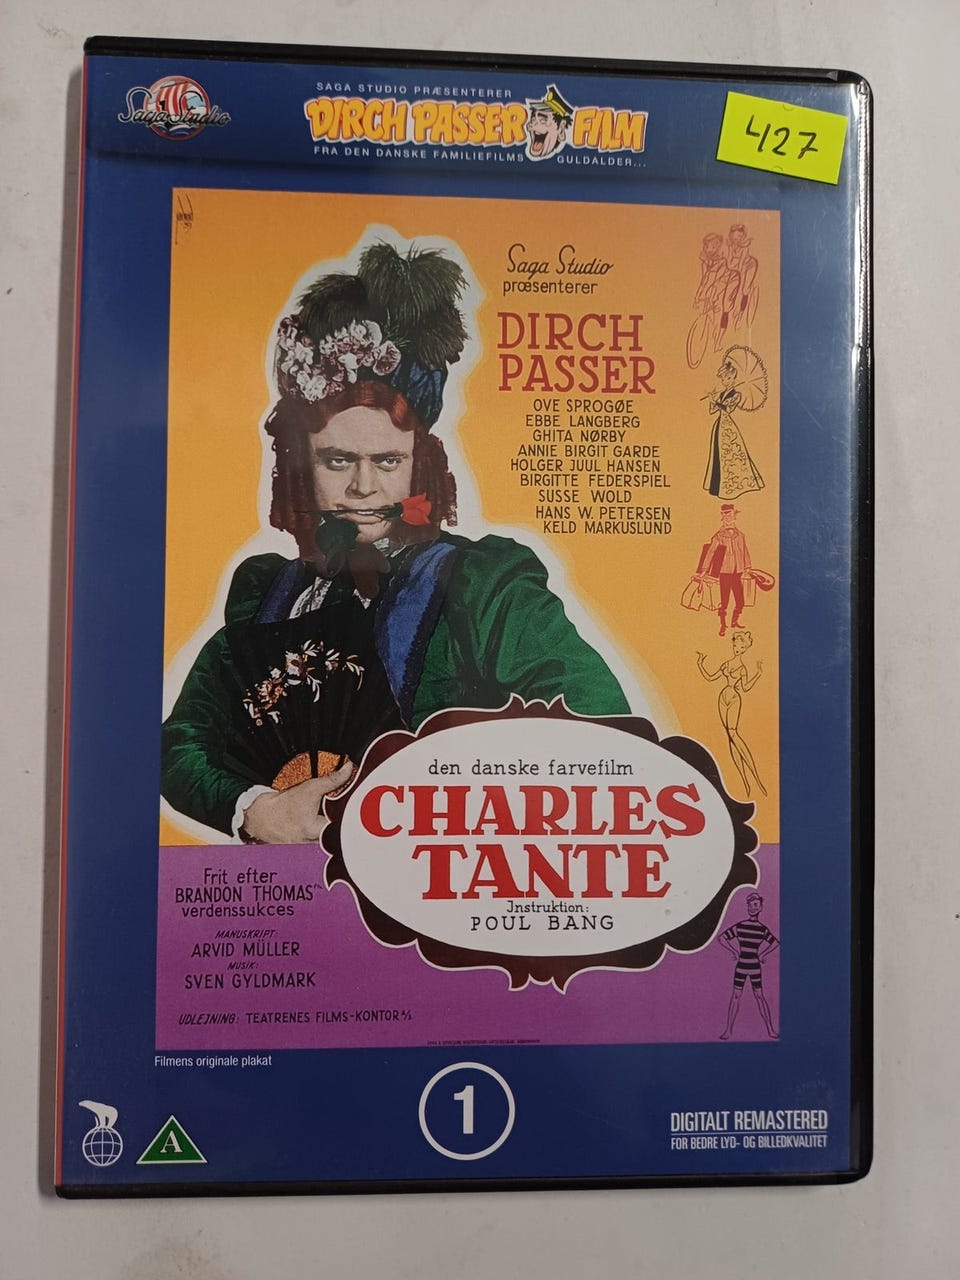 Saga Studio
SAGA STUDIO PRÆSENTERER
DIRCH PASSER FILM
FRA DEN DANSKE FAMILIEFILMS GULDALDER...
427
Saga Studio
præsenterer
DIRCH
PASSER
OVE SPROGØE
EBBE LANGBERG
GHITA NØRBY
ANNIE BIRGIT GARDE
HOLGER JUUL HANSEN
BIRGITTE FEDERSPIEL
SUSSE WOLD
HANS W. PETERSEN
KELD MARKUSLUND
den danske farvefilm
CHARLES
TANTE
Instruktion:
POUL BANG
Frit efter
BRANDON THOMAS'
verdenssukces
MANUSKRIPT:
ARVID MÜLLER
MUSIK:
SVEN GYLDMARK
UDLEJNING: TEATRENES FILMS-KONTOR A/S
Filmens originale plakat
1
A
DIGITALT REMASTERED
FOR BEDRE LYD- OG BILLEDKVALITET